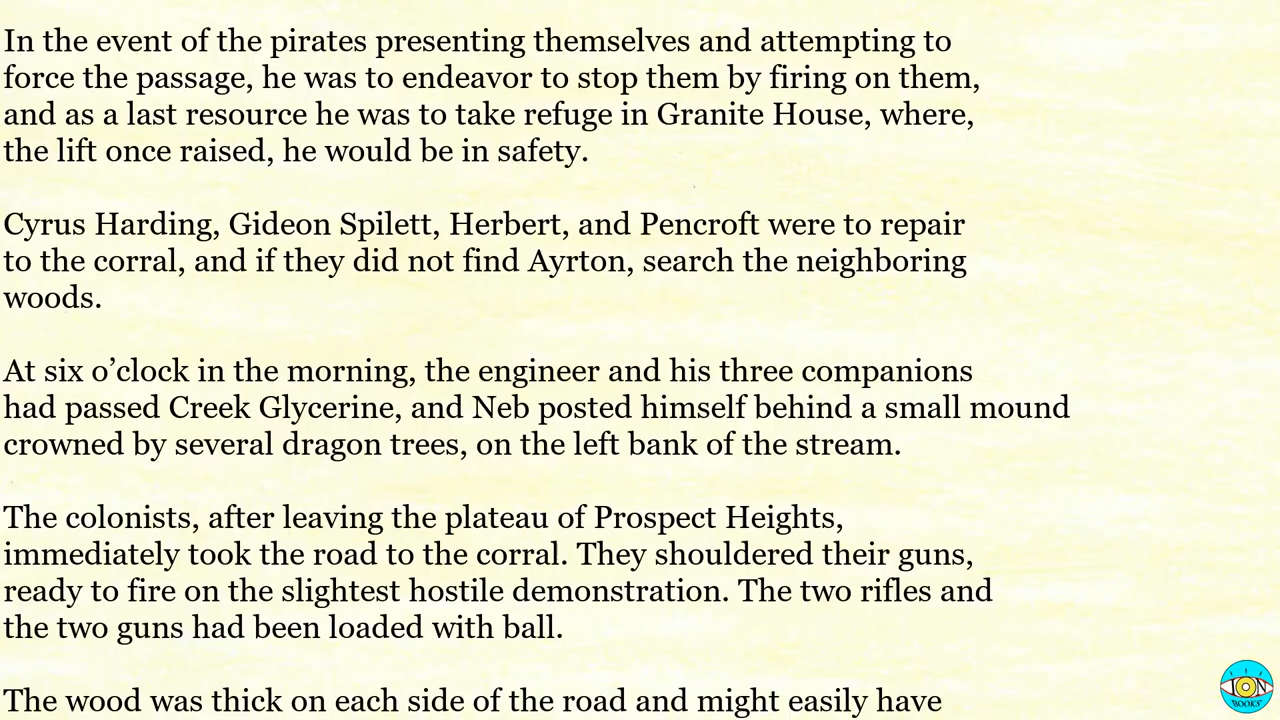 In the event of the pirates presenting themselves and attempting to
force the passage, he was to endeavor to stop them by firing on them,
and as a last resource he was to take refuge in Granite House, where,
the lift once raised, he would be in safety.
Cyrus Harding, Gideon Spilett, Herbert, and Pencroft were to repair
to the corral, and if they did not find Ayrton, search the neighboring
woods.
At six o’clock in the morning, the engineer and his three companions
had passed Creek Glycerine, and Neb posted himself behind a small mound
crowned by several dragon trees, on the left bank of the stream.
The colonists, after leaving the plateau of Prospect Heights,
immediately took the road to the corral. They shouldered their guns,
ready to fire on the slightest hostile demonstration. The two rifles and
the two guns had been loaded with ball.
The wood was thick on each side of the road and might easily have
ION
BOOKS